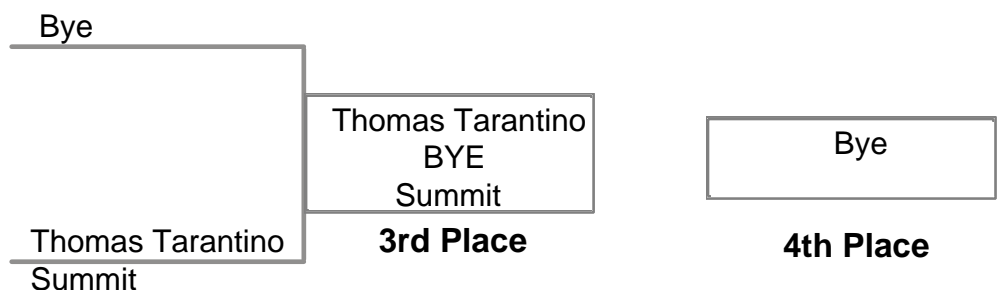 Bye
Thomas Tarantino
BYE
Summit
Bye
3rd Place
4th Place
Thomas Tarantino
Summit